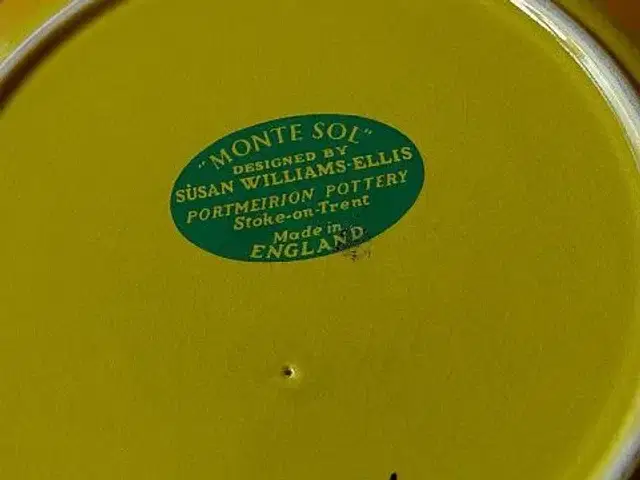 "MONTE SOL"
DESIGNED BY
SUSAN WILLIAMS-ELLIS
PORTMEIRION POTTERY
Stoke-on-Trent
Made in
ENGLAND